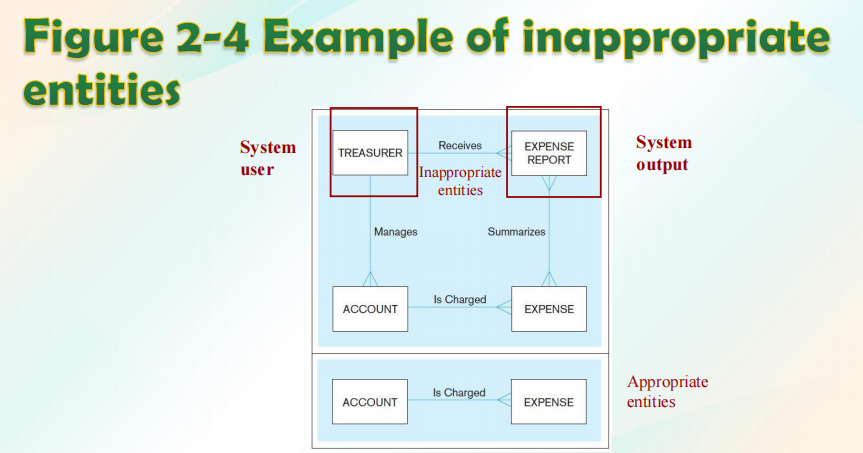 Figure 2-4 Example of inappropriate
entities
System
user
TREASURER
Receives
EXPENSE
REPORT
System
output
Inappropriate
entities
Manages
Summarizes
ACCOUNT
Is Charged
EXPENSE
ACCOUNT
Is Charged
EXPENSE
Appropriate
entities